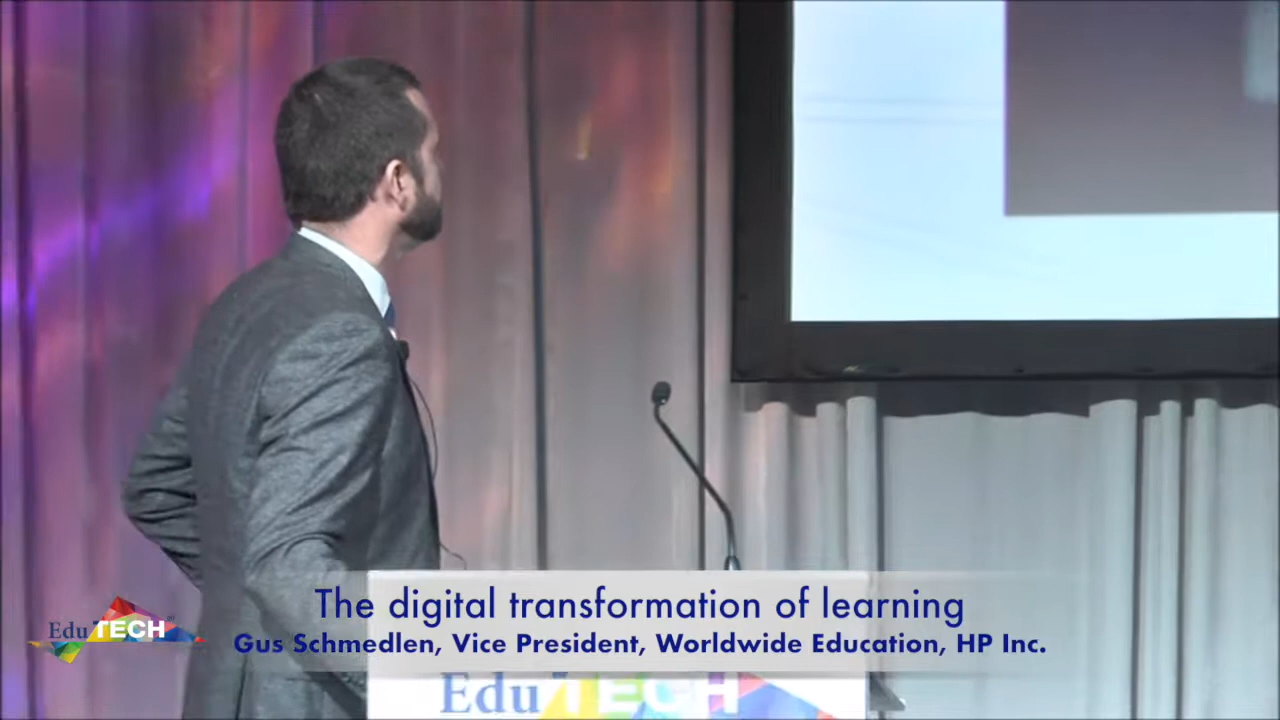 The digital transformation of learning
Gus Schmedlen, Vice President, Worldwide Education, HP Inc.
EduTECH
EduTECH